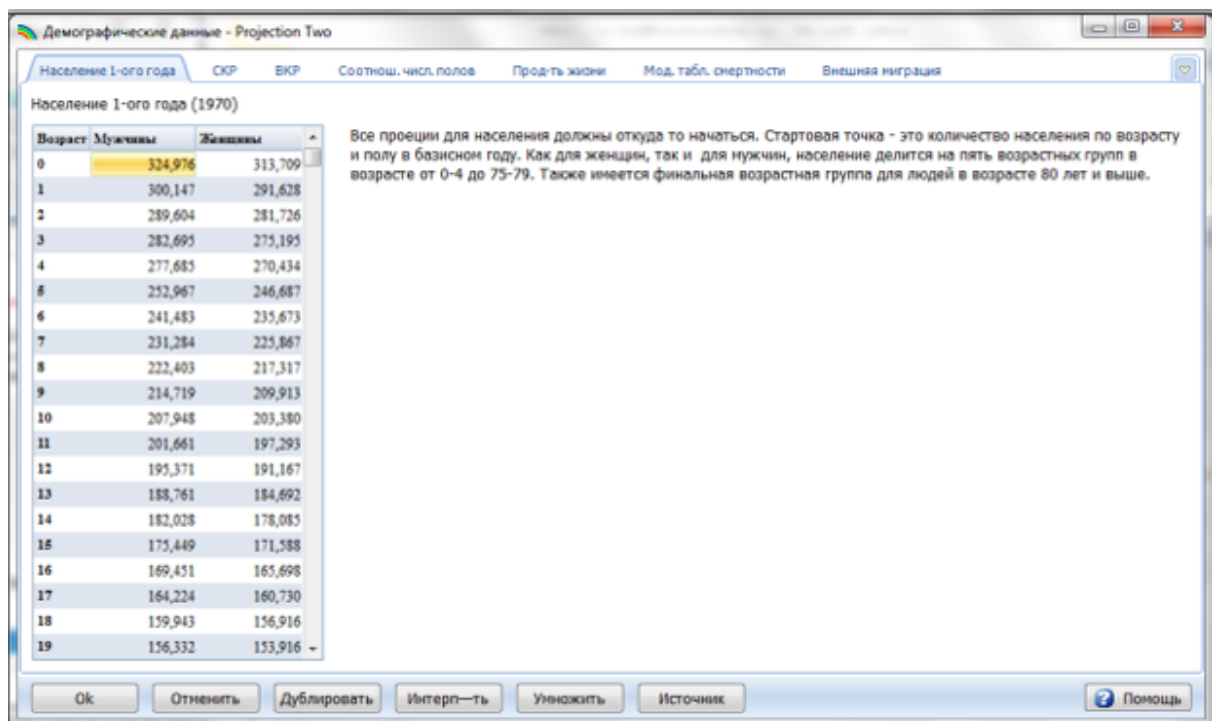 Демографические данные - Projection Two
Население 1-ого года СКР ВКР Соотнош. числ. полов Прод-ть жизни Мод. табл. смертности Внешняя миграция
Население 1-ого года (1970)
Возраст Мужчины Женщины
0 324,976 313,709
1 300,147 291,628
2 289,604 281,726
3 282,695 275,195
4 277,685 270,434
5 252,967 246,687
6 241,483 235,673
7 231,284 225,867
8 222,403 217,317
9 214,719 209,913
10 207,948 203,380
11 201,661 197,293
12 195,371 191,167
13 188,761 184,692
14 182,028 178,085
15 175,449 171,588
16 169,451 165,698
17 164,224 160,730
18 159,943 156,916
19 156,332 153,916
Все проеции для населения должны откуда то начаться. Стартовая точка - это количество населения по возрасту
и полу в базисном году. Как для женщин, так и для мужчин, население делится на пять возрастных групп в
возрасте от 0-4 до 75-79. Также имеется финальная возрастная группа для людей в возрасте 80 лет и выше.
Ok Отменить Дублировать Интерп—ть Умножить Источник Помощь